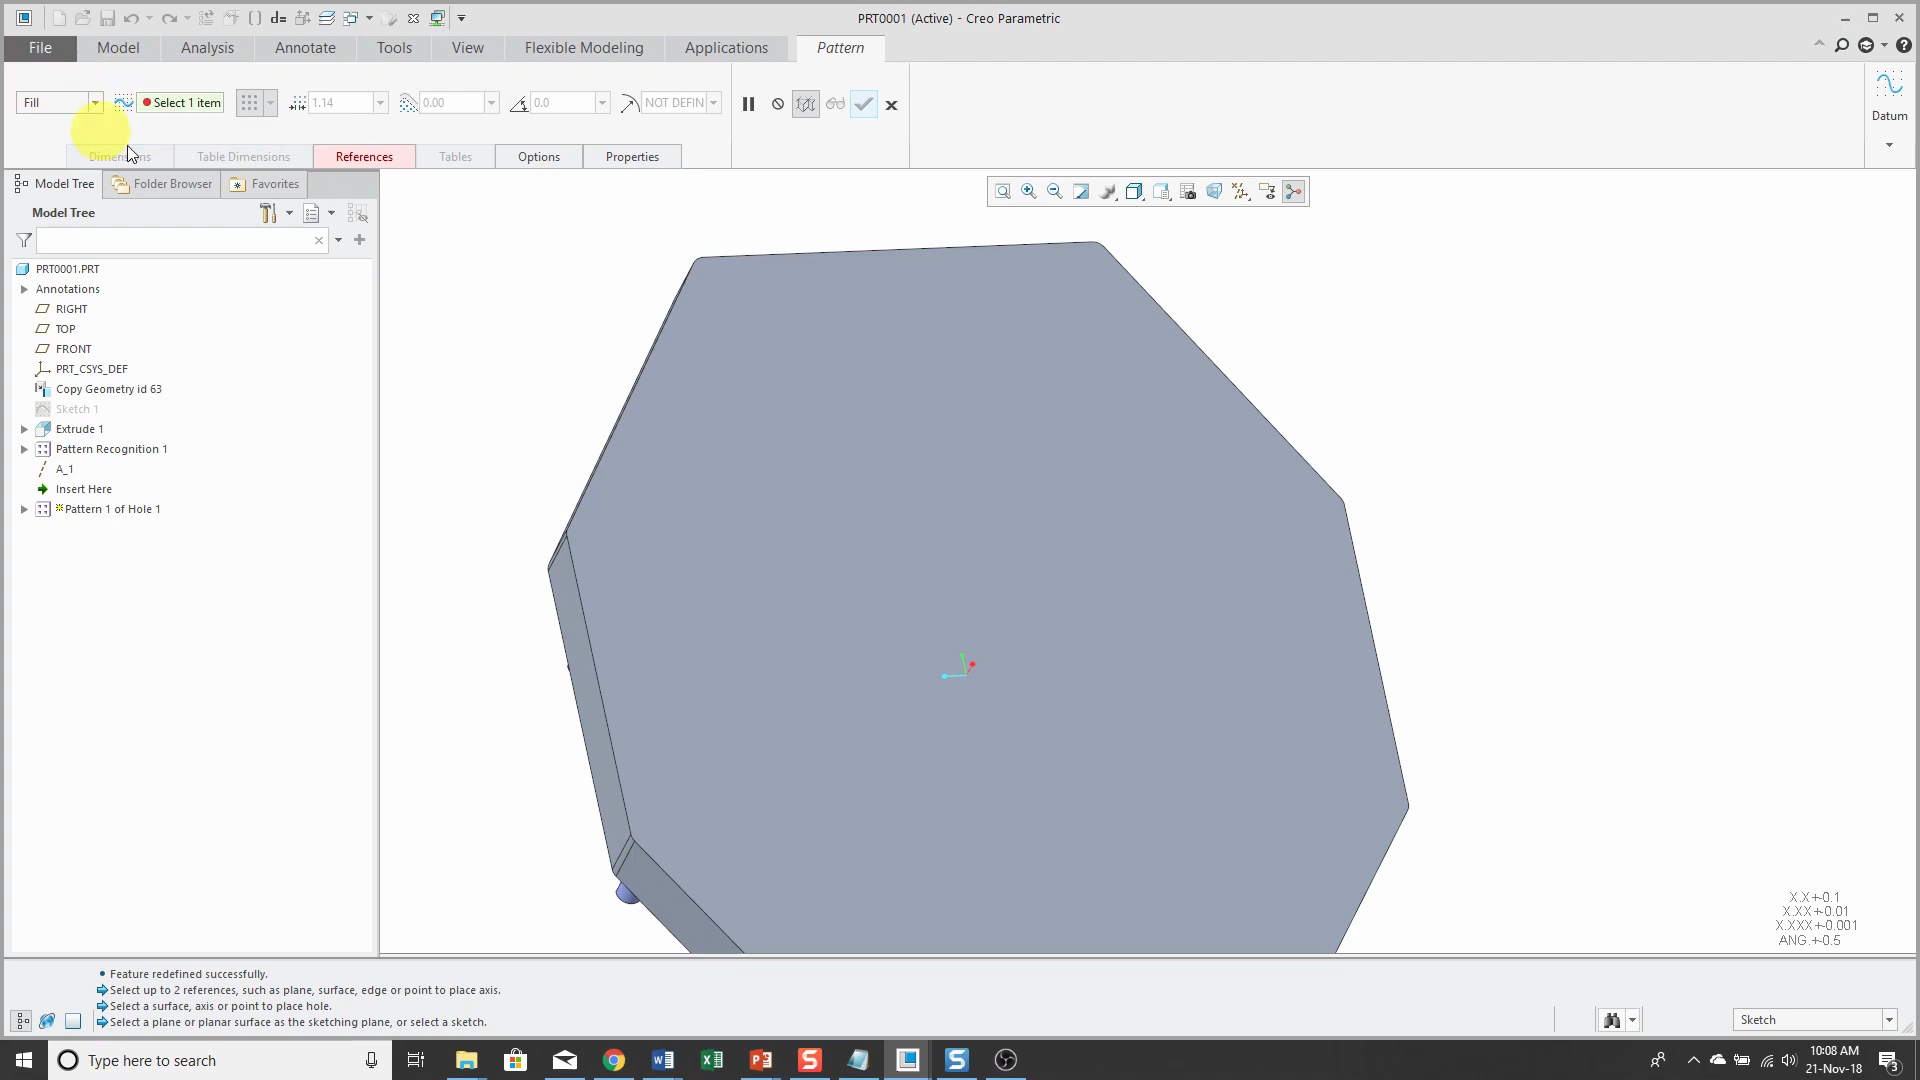 PRT0001 (Active) - Creo Parametric
File Model Analysis Annotate Tools View Flexible Modeling Applications Pattern
Fill Select 1 item 1.14 0.00 0.0 NOT DEFIN
Datum
Dimensions Table Dimensions References Tables Options Properties
Model Tree Folder Browser Favorites
Model Tree
PRT0001.PRT
Annotations
RIGHT
TOP
FRONT
PRT_CSYS_DEF
Copy Geometry id 63
Sketch 1
Extrude 1
Pattern Recognition 1
A_1
Insert Here
Pattern 1 of Hole 1
X.X+-0.1
X.XX+-0.01
X.XXX+-0.001
ANG.+-0.5
Feature redefined successfully.
Select up to 2 references, such as plane, surface, edge or point to place axis.
Select a surface, axis or point to place hole.
Select a plane or planar surface as the sketching plane, or select a sketch.
Sketch
Type here to search
10:08 AM
21-Nov-18
3